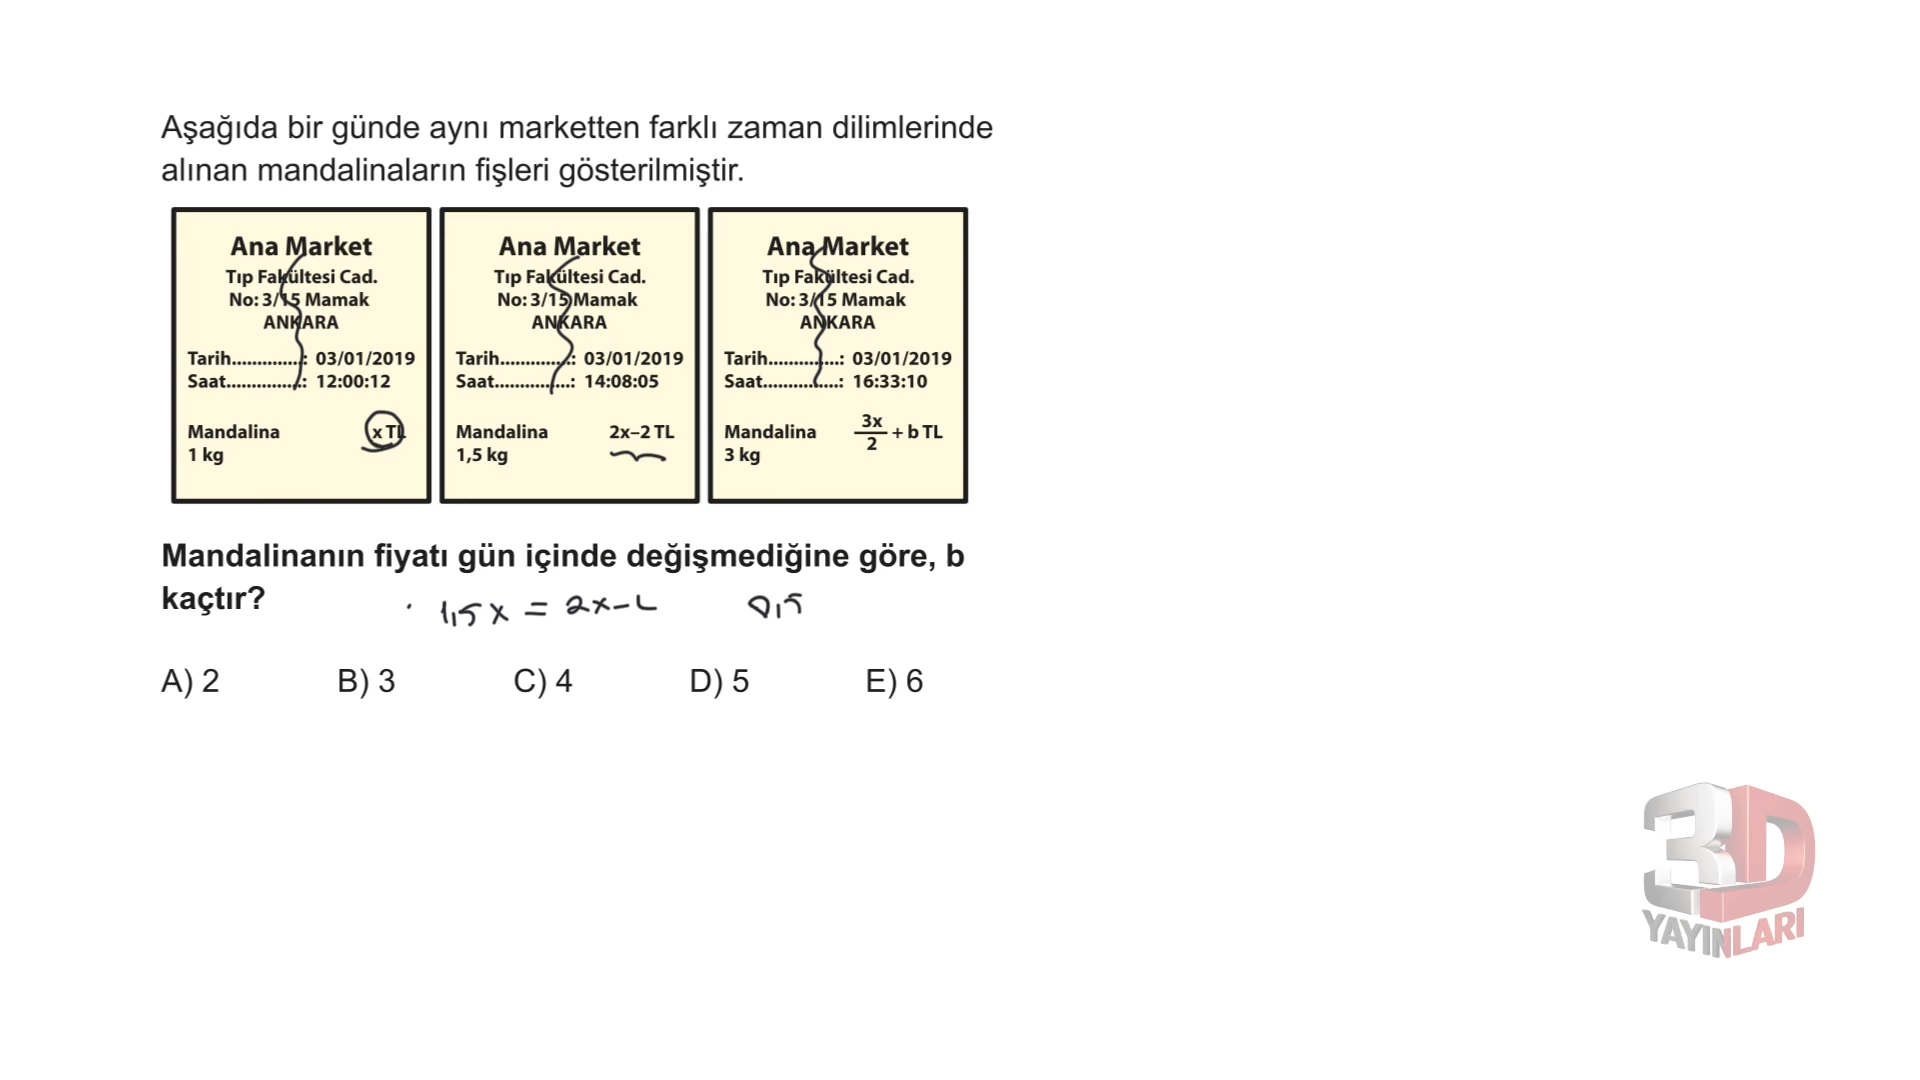 Aşağıda bir günde aynı marketten farklı zaman dilimlerinde
alınan mandalinaların fişleri gösterilmiştir.
Ana Market
Tıp Fakültesi Cad.
No: 3/15 Mamak
ANKARA
Tarih..............: 03/01/2019
Saat...............: 12:00:12
Mandalina x TL
1 kg
Ana Market
Tıp Fakültesi Cad.
No: 3/15 Mamak
ANKARA
Tarih..............: 03/01/2019
Saat...............: 14:08:05
Mandalina 2x–2 TL
1,5 kg
Ana Market
Tıp Fakültesi Cad.
No: 3/15 Mamak
ANKARA
Tarih..............: 03/01/2019
Saat...............: 16:33:10
Mandalina 3x/2 + b TL
3 kg
Mandalinanın fiyatı gün içinde değişmediğine göre, b
kaçtır?
1,5 x = 2x – 0,5
A) 2 B) 3 C) 4 D) 5 E) 6
3D
YAYINLARI